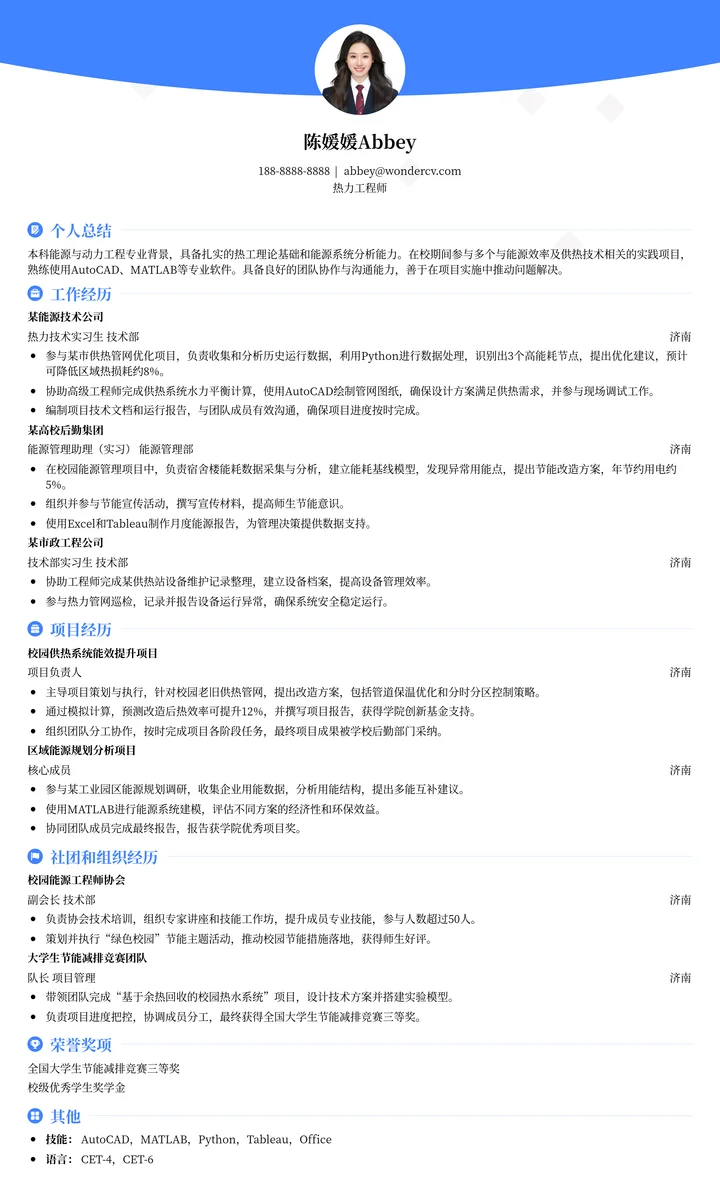 陈媛媛Abbey
188-8888-8888 | abbey@wondercv.com
热力工程师
个人总结
本科能源与动力工程专业背景，具备扎实的热工理论基础和能源系统分析能力。在校期间参与多个与能源效率及供热技术相关的实践项目，
熟练使用AutoCAD、MATLAB等专业软件。具备良好的团队协作与沟通能力，善于在项目实施中推动问题解决。
工作经历
某能源技术公司
热力技术实习生 技术部 济南
• 参与某市供热管网优化项目，负责收集和分析历史运行数据，利用Python进行数据处理，识别出3个高能耗节点，提出优化建议，预计
可降低区域热损耗约8%。
• 协助高级工程师完成供热系统水力平衡计算，使用AutoCAD绘制管网图纸，确保设计方案满足供热需求，并参与现场调试工作。
• 编制项目技术文档和运行报告，与团队成员有效沟通，确保项目进度按时完成。
某高校后勤集团
能源管理助理（实习） 能源管理部 济南
• 在校园能源管理项目中，负责宿舍楼能耗数据采集与分析，建立能耗基线模型，发现异常用能点，提出节能改造方案，年节约用电约
5%。
• 组织并参与节能宣传活动，撰写宣传材料，提高师生节能意识。
• 使用Excel和Tableau制作月度能源报告，为管理决策提供数据支持。
某市政工程公司
技术部实习生 技术部 济南
• 协助工程师完成某供热站设备维护记录整理，建立设备档案，提高设备管理效率。
• 参与热力管网巡检，记录并报告设备运行异常，确保系统安全稳定运行。
项目经历
校园供热系统能效提升项目
项目负责人 济南
• 主导项目策划与执行，针对校园老旧供热管网，提出改造方案，包括管道保温优化和分时分区控制策略。
• 通过模拟计算，预测改造后热效率可提升12%，并撰写项目报告，获得学院创新基金支持。
• 组织团队分工协作，按时完成项目各阶段任务，最终项目成果被学校后勤部门采纳。
区域能源规划分析项目
核心成员 济南
• 参与某工业园区能源规划调研，收集企业用能数据，分析用能结构，提出多能互补建议。
• 使用MATLAB进行能源系统建模，评估不同方案的经济性和环保效益。
• 协同团队成员完成最终报告，报告获学院优秀项目奖。
社团和组织经历
校园能源工程师协会
副会长 技术部 济南
• 负责协会技术培训，组织专家讲座和技能工作坊，提升成员专业技能，参与人数超过50人。
• 策划并执行“绿色校园”节能主题活动，推动校园节能措施落地，获得师生好评。
大学生节能减排竞赛团队
队长 项目管理 济南
• 带领团队完成“基于余热回收的校园热水系统”项目，设计技术方案并搭建实验模型。
• 负责项目进度把控，协调成员分工，最终获得全国大学生节能减排竞赛三等奖。
荣誉奖项
全国大学生节能减排竞赛三等奖
校级优秀学生奖学金
其他
• 技能： AutoCAD，MATLAB，Python，Tableau，Office
• 语言： CET-4，CET-6